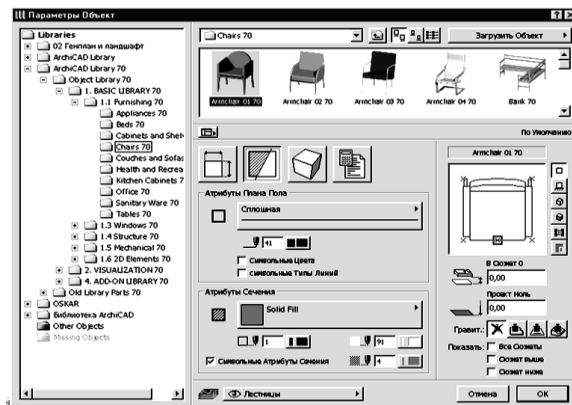 Параметры Объект
Libraries
02 Генплан и ландшафт
ArchiCAD Library
ArchiCAD Library 70
Object Library 70
1. BASIC LIBRARY 70
1.1 Furnishing 70
Appliances 70
Beds 70
Cabinets and Shelv
Chairs 70
Couches and Sofas
Health and Recrea
Kitchen Cabinets 7
Office 70
Sanitary Ware 70
Tables 70
1.3 Windows 70
1.4 Structure 70
1.5 Mechanical 70
1.6 2D Elements 70
2. VISUALIZATION 70
4. ADD-ON LIBRARY 70
Old Library Parts 70
OSKAR
Библиотека ArchiCAD
Other Objects
Missing Objects
Chairs 70
Загрузить Объект
Armchair 01 70
Armchair 02 70
Armchair 03 70
Armchair 04 70
Bank 70
По Умолчанию
Атрибуты Плана Пола
Сплошная
41
Символьные Цвета
символьные Типы Линий
Атрибуты Сечения
Solid Fill
1
91
Символьные Атрибуты Сечения
4
Лестницы
Armchair 01 70
В Сюжет 0
0,00
Проект Ноль
0,00
Гравит.:
Показать:
Все Сюжеты
Сюжет выше
Сюжет ниже
Отмена
OK